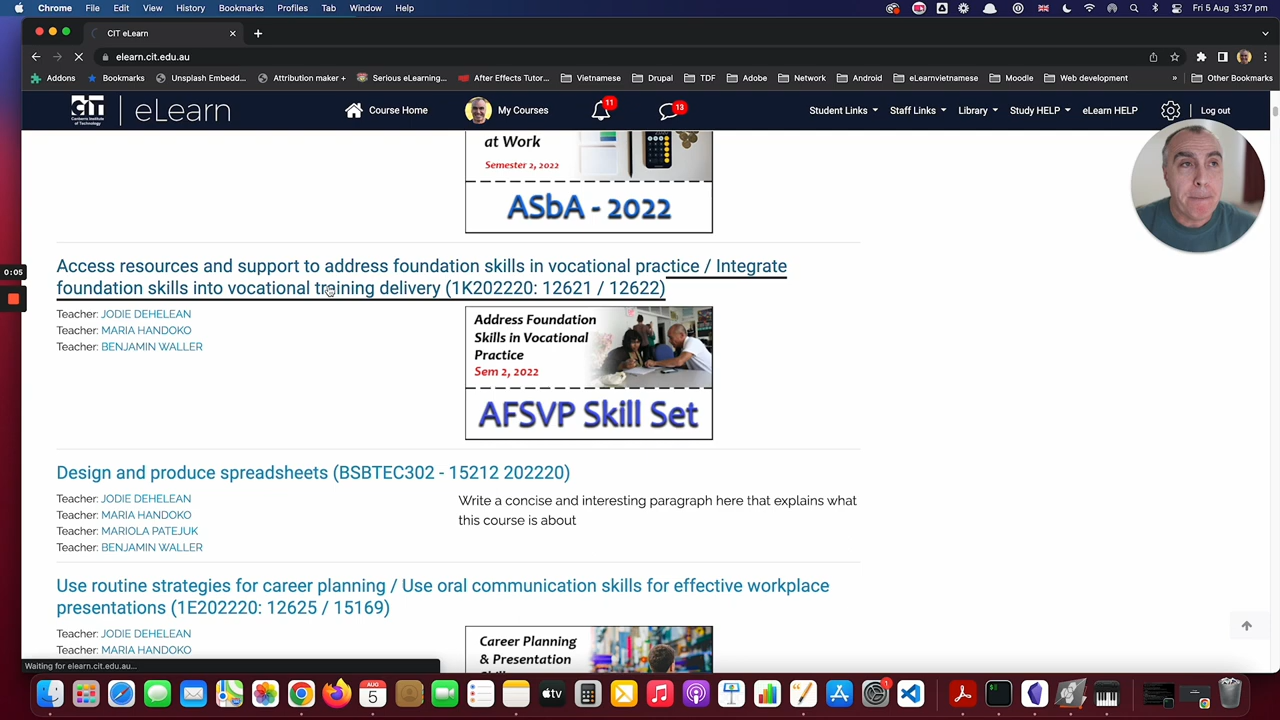 Chrome File Edit View History Bookmarks Profiles Tab Window Help
Fri 5 Aug 3:37 pm
CIT eLearn
elearn.cit.edu.au
Addons
Bookmarks
Unsplash Embedd...
Attribution maker +
Serious eLearning...
After Effects Tutor...
Vietnamese
Drupal
TDF
Adobe
Network
Android
eLearnvietnamese
Moodle
Web development
»
Other Bookmarks
CIT
Canberra Institute
of Technology
eLearn
Course Home
My Courses
11
13
Student Links
Staff Links
Library
Study HELP
eLearn HELP
Log out
at Work
Semester 2, 2022
ASbA - 2022
0:05
Access resources and support to address foundation skills in vocational practice / Integrate
foundation skills into vocational training delivery (1K202220: 12621 / 12622)
Teacher: JODIE DEHELEAN
Teacher: MARIA HANDOKO
Teacher: BENJAMIN WALLER
Address Foundation
Skills in Vocational
Practice
Sem 2, 2022
AFSVP Skill Set
Design and produce spreadsheets (BSBTEC302 - 15212 202220)
Teacher: JODIE DEHELEAN
Teacher: MARIA HANDOKO
Teacher: MARIOLA PATEJUK
Teacher: BENJAMIN WALLER
Write a concise and interesting paragraph here that explains what
this course is about
Use routine strategies for career planning / Use oral communication skills for effective workplace
presentations (1E202220: 12625 / 15169)
Teacher: JODIE DEHELEAN
Teacher: MARIA HANDOKO
Career Planning
& Presentation
Waiting for elearn.cit.edu.au...
AUG
5
tv
1